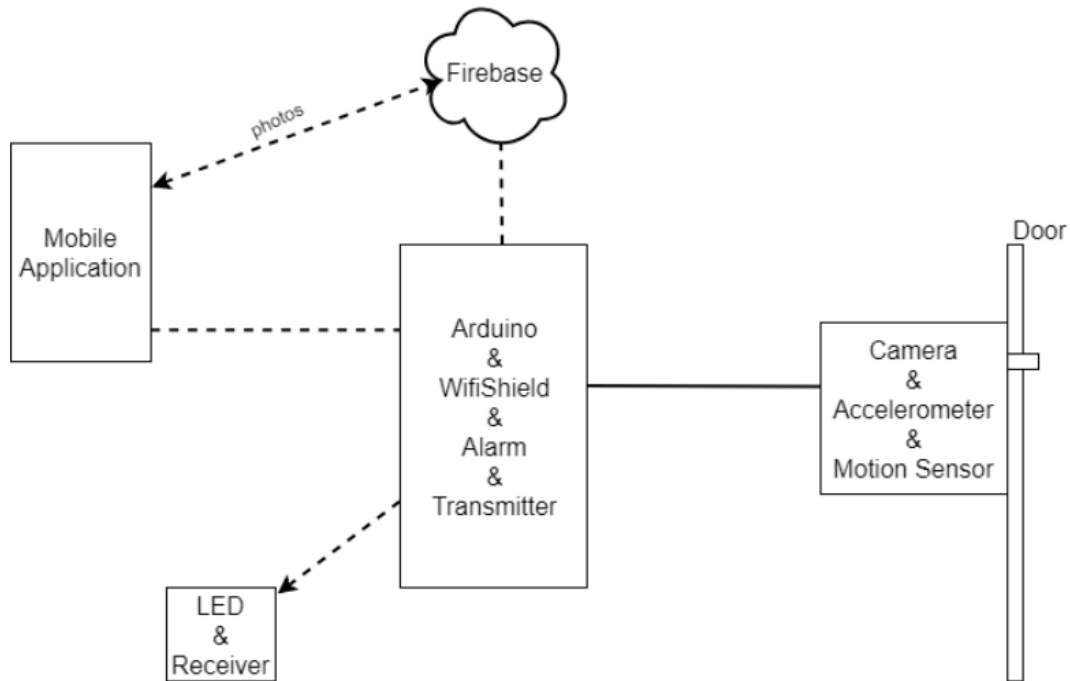 Firebase
photos
Mobile
Application
Door
Arduino
&
WifiShield
&
Alarm
&
Transmitter
Camera
&
Accelerometer
&
Motion Sensor
LED
&
Receiver